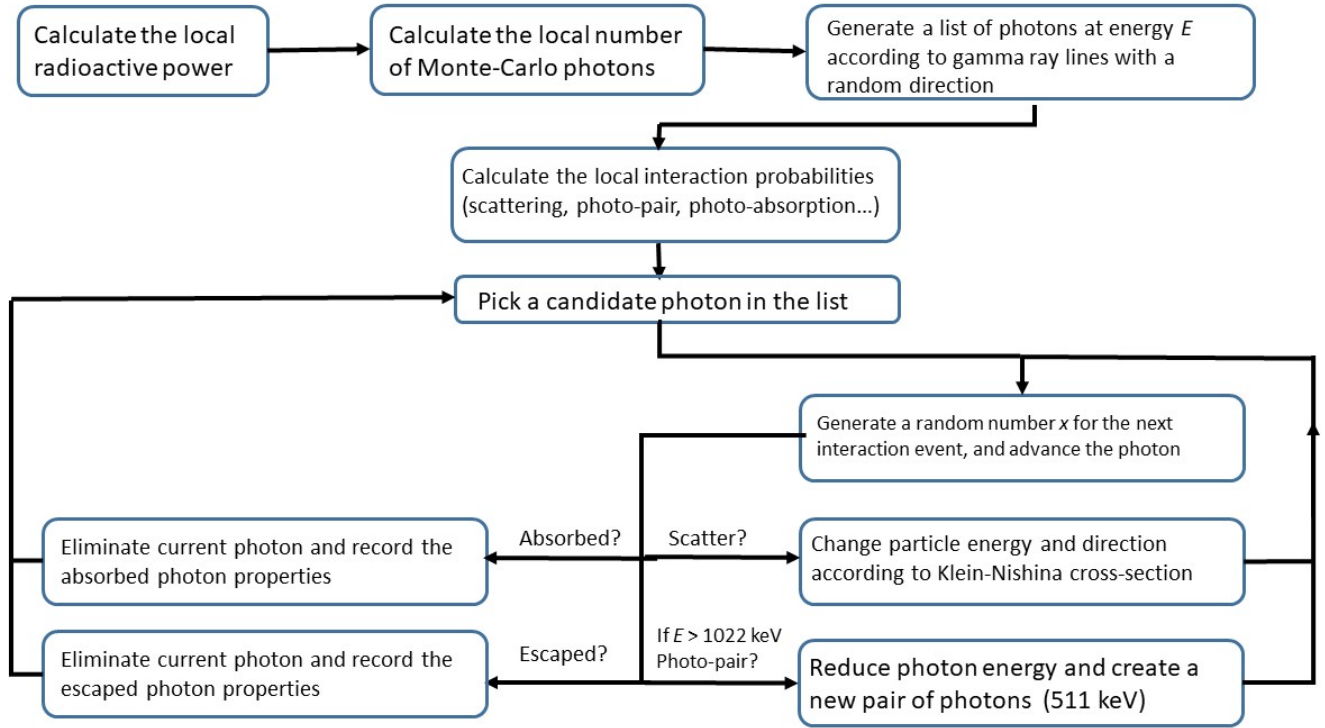 Calculate the local
radioactive power
Calculate the local number
of Monte-Carlo photons
Generate a list of photons at energy E
according to gamma ray lines with a
random direction
Calculate the local interaction probabilities
(scattering, photo-pair, photo-absorption...)
Pick a candidate photon in the list
Generate a random number x for the next
interaction event, and advance the photon
Absorbed?
Scatter?
Eliminate current photon and record the
absorbed photon properties
Change particle energy and direction
according to Klein-Nishina cross-section
Escaped?
If E > 1022 keV
Photo-pair?
Eliminate current photon and record the
escaped photon properties
Reduce photon energy and create a
new pair of photons (511 keV)